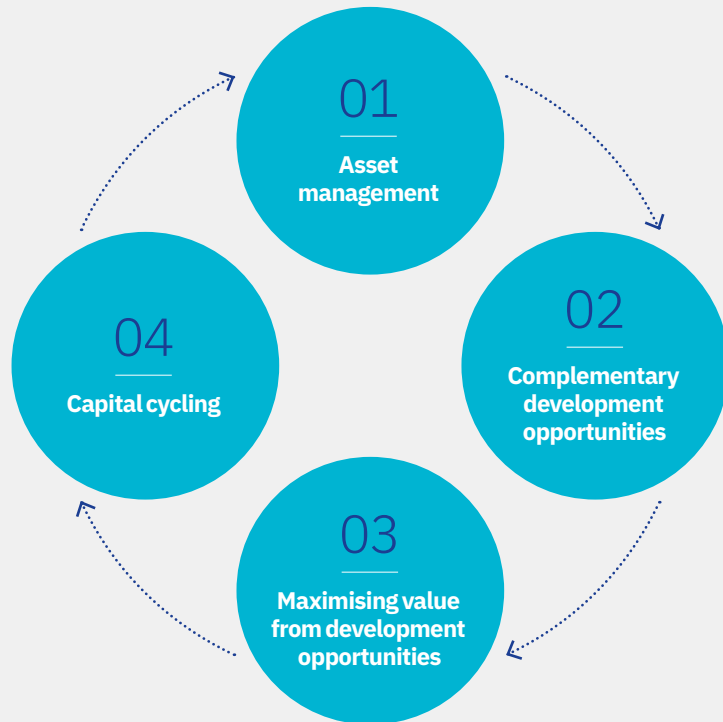 01
Asset
management
02
Complementary
development
opportunities
03
Maximising value
from development
opportunities
04
Capital cycling